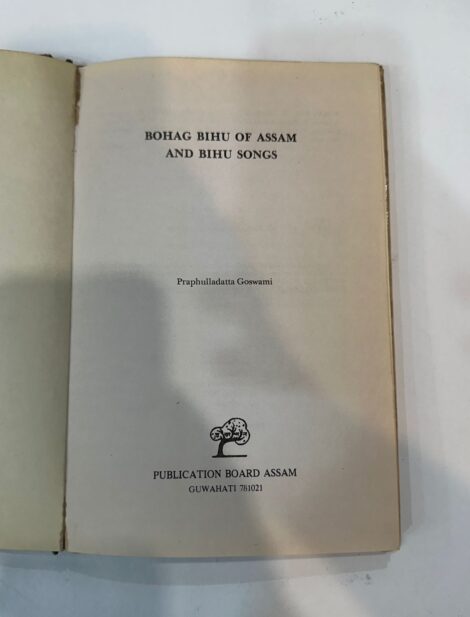 BOHAG BIHU OF ASSAM
AND BIHU SONGS
Praphulladatta Goswami
PUBLICATION BOARD ASSAM
GUWAHATI 781021